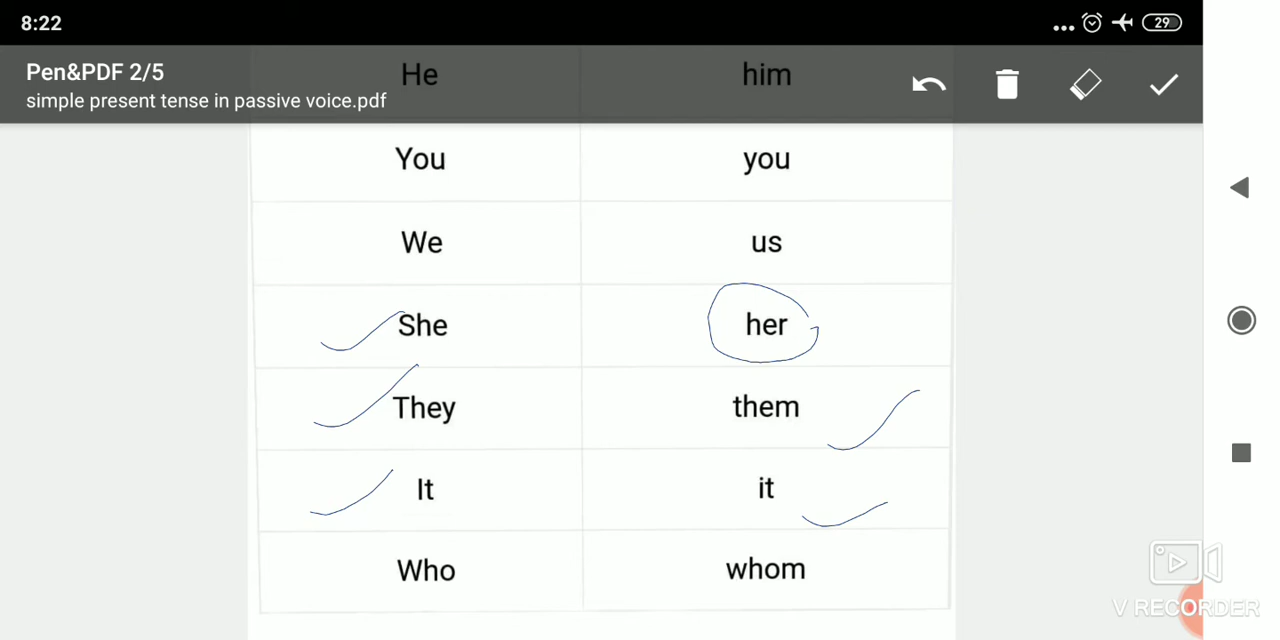 8:22
... 29
Pen&PDF 2/5
simple present tense in passive voice.pdf
He him
You you
We us
She her
They them
It it
Who whom
V RECORDER